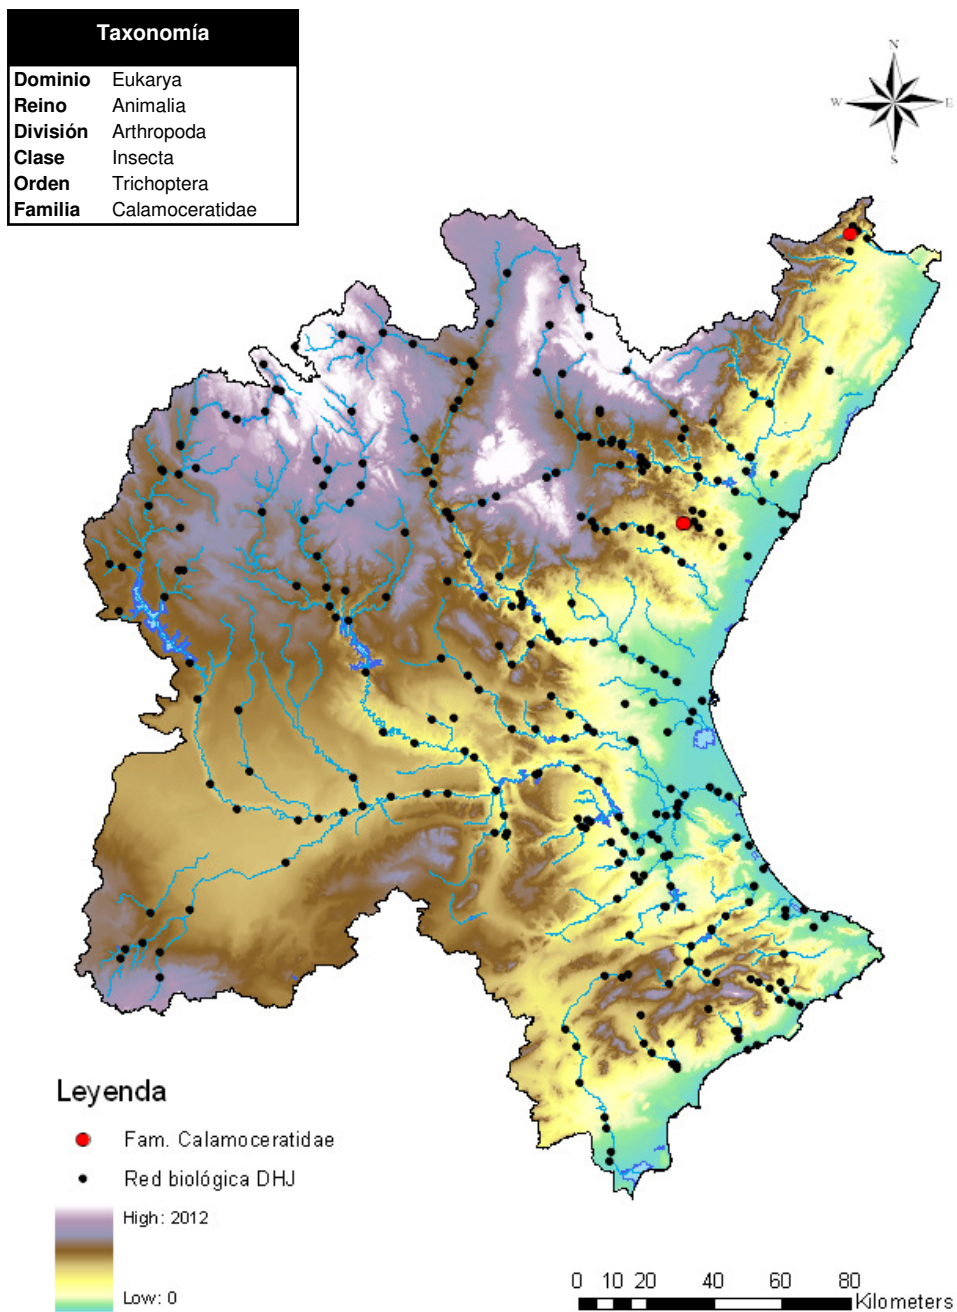 Taxonomía
Dominio Eukarya
Reino Animalia
División Arthropoda
Clase Insecta
Orden Trichoptera
Familia Calamoceratidae
N
W E
S
Leyenda
Fam. Calamoceratidae
Red biológica DHJ
High: 2012
Low: 0
0 10 20 40 60 80
Kilometers